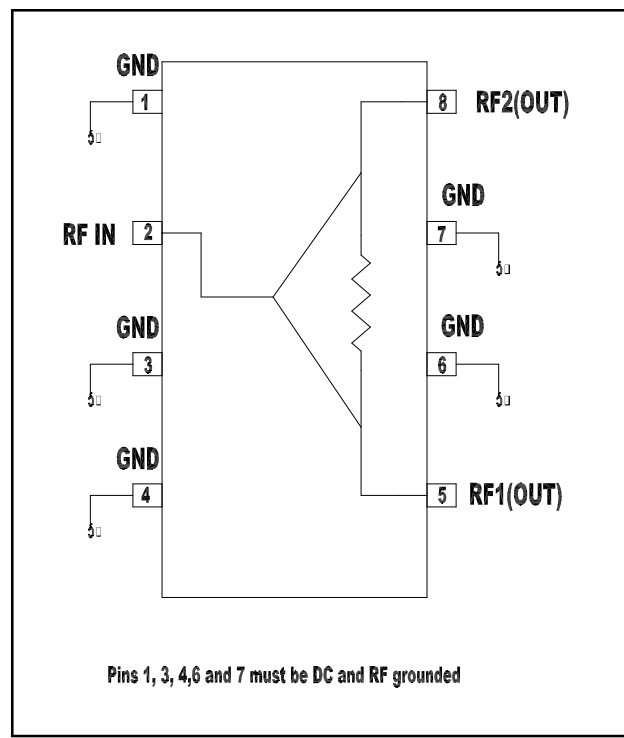 GND
1
8
RF2(OUT)
GND
RF IN
2
7
GND
GND
3
6
GND
4
5
RF1(OUT)
Pins 1, 3, 4,6 and 7 must be DC and RF grounded